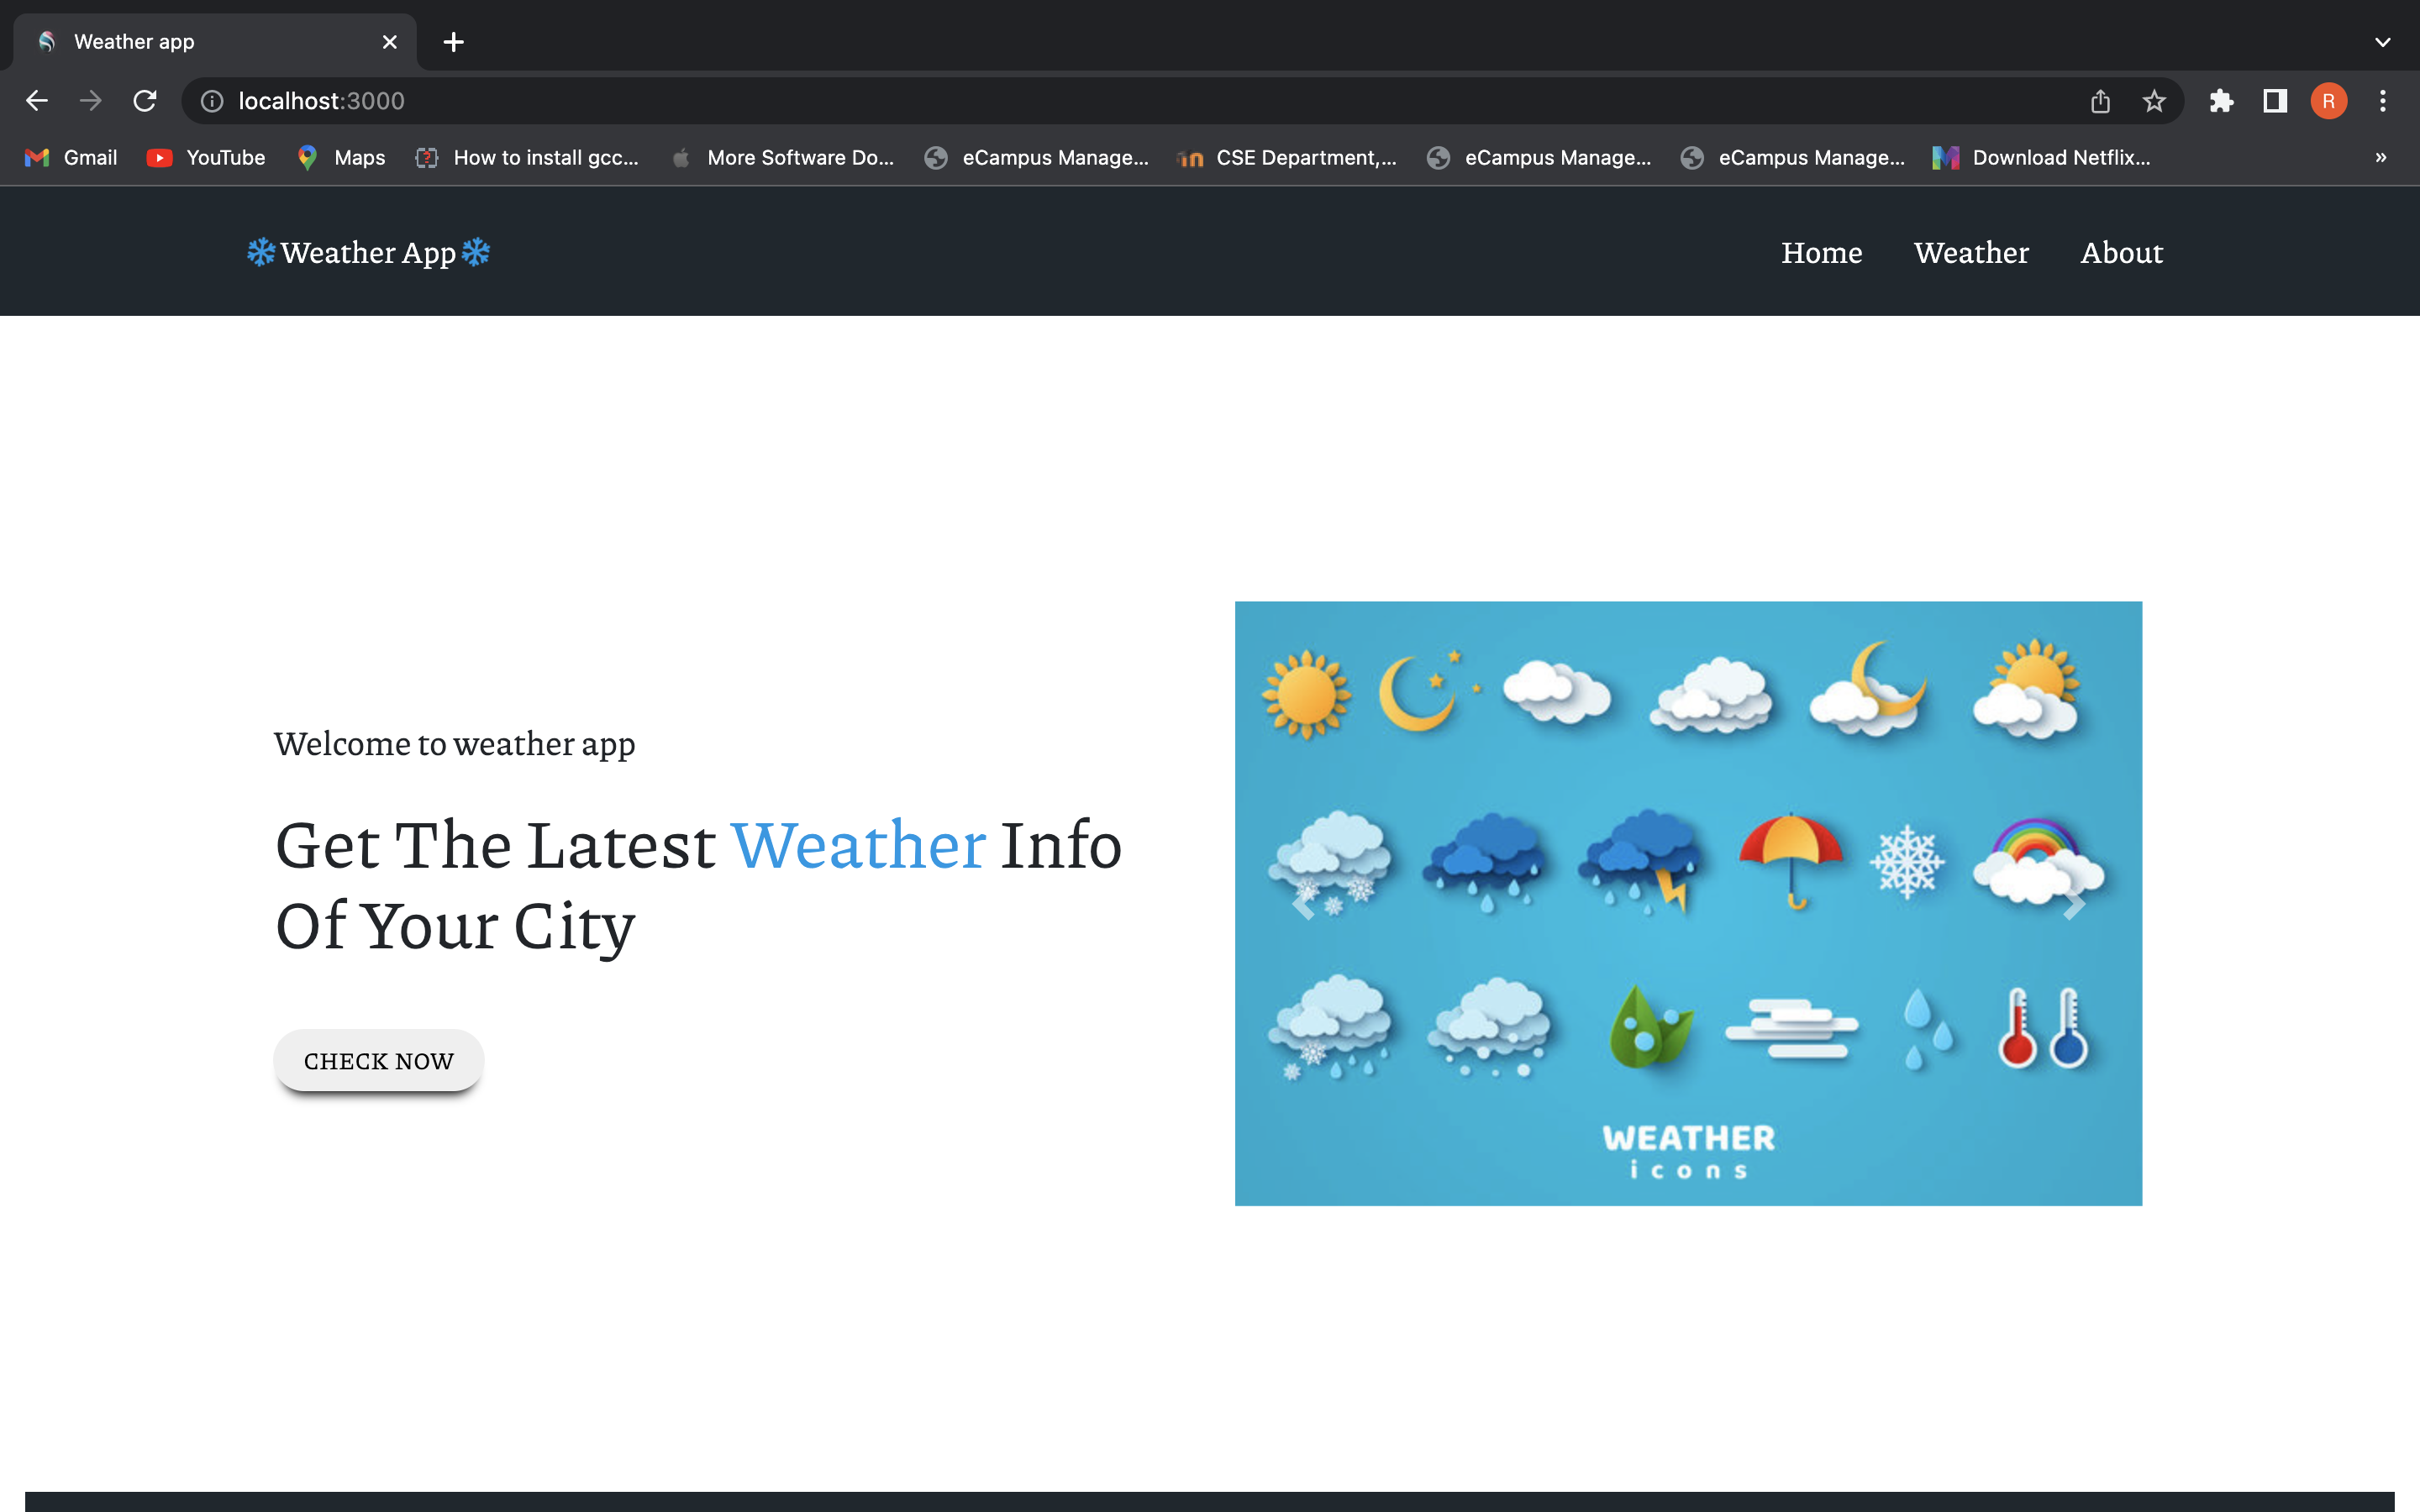 Weather app
localhost:3000
R
Gmail YouTube Maps How to install gcc... More Software Do... eCampus Manage... CSE Department,... eCampus Manage... eCampus Manage... Download Netflix... »
❄Weather App❄ Home Weather About
Welcome to weather app
Get The Latest Weather Info
Of Your City
CHECK NOW
WEATHER
icons